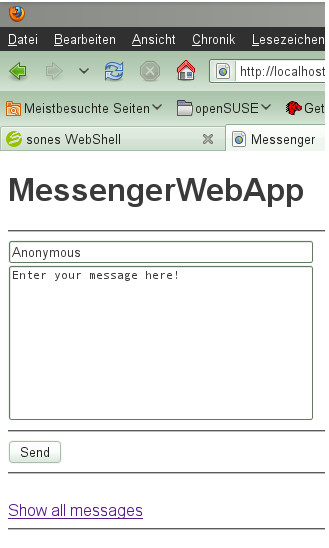 Datei Bearbeiten Ansicht Chronik Lesezeichen
http://localhost
Meistbesuchte Seiten openSUSE Get
sones WebShell Messenger
MessengerWebApp
Anonymous
Enter your message here!
Send
Show all messages